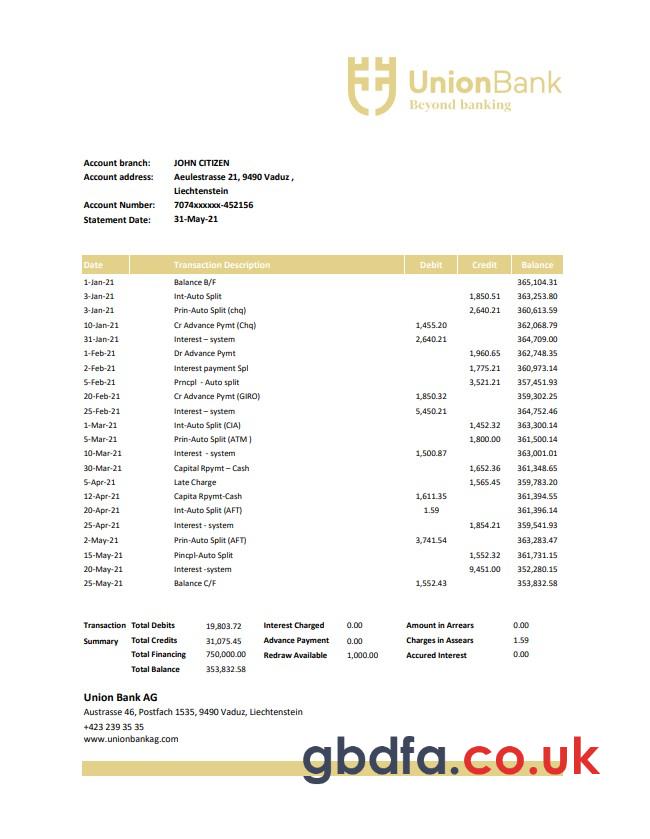 UnionBank
Beyond banking
Account branch: JOHN CITIZEN
Account address: Aeulestrasse 21, 9490 Vaduz ,
Liechtenstein
Account Number: 7074xxxxxx-452156
Statement Date: 31-May-21
Date Transaction Description Debit Credit Balance
1-Jan-21 Balance B/F 365,104.31
3-Jan-21 Int-Auto Split 1,850.51 363,253.80
3-Jan-21 Prin-Auto Split (chq) 2,640.21 360,613.59
10-Jan-21 Cr Advance Pymt (Chq) 1,455.20 362,068.79
31-Jan-21 Interest – system 2,640.21 364,709.00
1-Feb-21 Dr Advance Pymt 1,960.65 362,748.35
2-Feb-21 Interest payment Spl 1,775.21 360,973.14
5-Feb-21 Prncpl - Auto split 3,521.21 357,451.93
20-Feb-21 Cr Advance Pymt (GIRO) 1,850.32 359,302.25
25-Feb-21 Interest – system 5,450.21 364,752.46
1-Mar-21 Int-Auto Split (CIA) 1,452.32 363,300.14
5-Mar-21 Prin-Auto Split (ATM ) 1,800.00 361,500.14
10-Mar-21 Interest - system 1,500.87 363,001.01
30-Mar-21 Capital Rpymt – Cash 1,652.36 361,348.65
5-Apr-21 Late Charge 1,565.45 359,783.20
12-Apr-21 Capita Rpymt-Cash 1,611.35 361,394.55
20-Apr-21 Int-Auto Split (AFT) 1.59 361,396.14
25-Apr-21 Interest - system 1,854.21 359,541.93
2-May-21 Prin-Auto Split (AFT) 3,741.54 363,283.47
15-May-21 Pincpl-Auto Split 1,552.32 361,731.15
20-May-21 Interest -system 9,451.00 352,280.15
25-May-21 Balance C/F 1,552.43 353,832.58
Transaction Total Debits 19,803.72 Interest Charged 0.00 Amount in Arrears 0.00
Summary Total Credits 31,075.45 Advance Payment 0.00 Charges in Assears 1.59
Total Financing 750,000.00 Redraw Available 1,000.00 Accured Interest 0.00
Total Balance 353,832.58
Union Bank AG
Austrasse 46, Postfach 1535, 9490 Vaduz, Liechtenstein
+423 239 35 35
www.unionbankag.com
gbdfa.co.uk